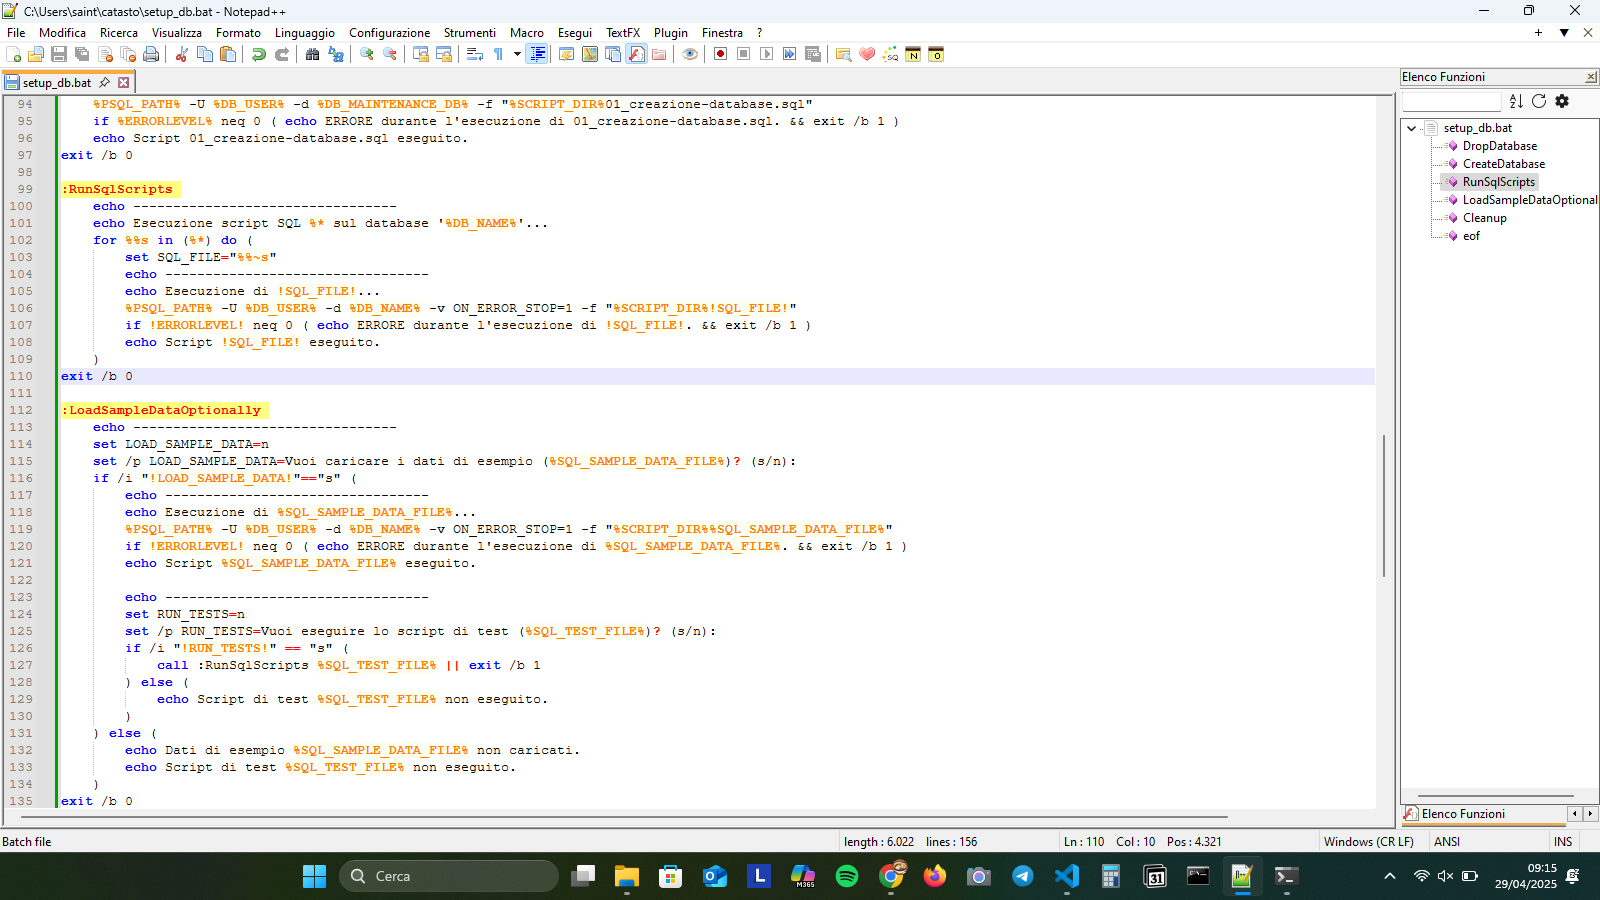 C:\Users\saint\catasto\setup_db.bat - Notepad++
File Modifica Ricerca Visualizza Formato Linguaggio Configurazione Strumenti Macro Esegui TextFX Plugin Finestra ?
setup_db.bat
94 %PSQL_PATH% -U %DB_USER% -d %DB_MAINTENANCE_DB% -f "%SCRIPT_DIR%01_creazione-database.sql"
95 if %ERRORLEVEL% neq 0 ( echo ERRORE durante l'esecuzione di 01_creazione-database.sql. && exit /b 1 )
96 echo Script 01_creazione-database.sql eseguito.
97 exit /b 0
98
99 :RunSqlScripts
100 echo ---------------------------------
101 echo Esecuzione script SQL %* sul database '%DB_NAME%'...
102 for %%s in (%*) do (
103 set SQL_FILE="%%~s"
104 echo ---------------------------------
105 echo Esecuzione di !SQL_FILE!...
106 %PSQL_PATH% -U %DB_USER% -d %DB_NAME% -v ON_ERROR_STOP=1 -f "%SCRIPT_DIR%!SQL_FILE!"
107 if !ERRORLEVEL! neq 0 ( echo ERRORE durante l'esecuzione di !SQL_FILE!. && exit /b 1 )
108 echo Script !SQL_FILE! eseguito.
109 )
110 exit /b 0
111
112 :LoadSampleDataOptionally
113 echo ---------------------------------
114 set LOAD_SAMPLE_DATA=n
115 set /p LOAD_SAMPLE_DATA=Vuoi caricare i dati di esempio (%SQL_SAMPLE_DATA_FILE%)? (s/n):
116 if /i "!LOAD_SAMPLE_DATA!"=="s" (
117 echo ---------------------------------
118 echo Esecuzione di %SQL_SAMPLE_DATA_FILE%...
119 %PSQL_PATH% -U %DB_USER% -d %DB_NAME% -v ON_ERROR_STOP=1 -f "%SCRIPT_DIR%%SQL_SAMPLE_DATA_FILE%"
120 if !ERRORLEVEL! neq 0 ( echo ERRORE durante l'esecuzione di %SQL_SAMPLE_DATA_FILE%. && exit /b 1 )
121 echo Script %SQL_SAMPLE_DATA_FILE% eseguito.
122
123 echo ---------------------------------
124 set RUN_TESTS=n
125 set /p RUN_TESTS=Vuoi eseguire lo script di test (%SQL_TEST_FILE%)? (s/n):
126 if /i "!RUN_TESTS!" == "s" (
127 call :RunSqlScripts %SQL_TEST_FILE% || exit /b 1
128 ) else (
129 echo Script di test %SQL_TEST_FILE% non eseguito.
130 )
131 ) else (
132 echo Dati di esempio %SQL_SAMPLE_DATA_FILE% non caricati.
133 echo Script di test %SQL_TEST_FILE% non eseguito.
134 )
135 exit /b 0
Elenco Funzioni
setup_db.bat
DropDatabase
CreateDatabase
RunSqlScripts
LoadSampleDataOptional
Cleanup
eof
Elenco Funzioni
Batch file length : 6.022 lines : 156 Ln : 110 Col : 10 Pos : 4.321 Windows (CR LF) ANSI INS
Cerca
M365
31
09:15
29/04/2025